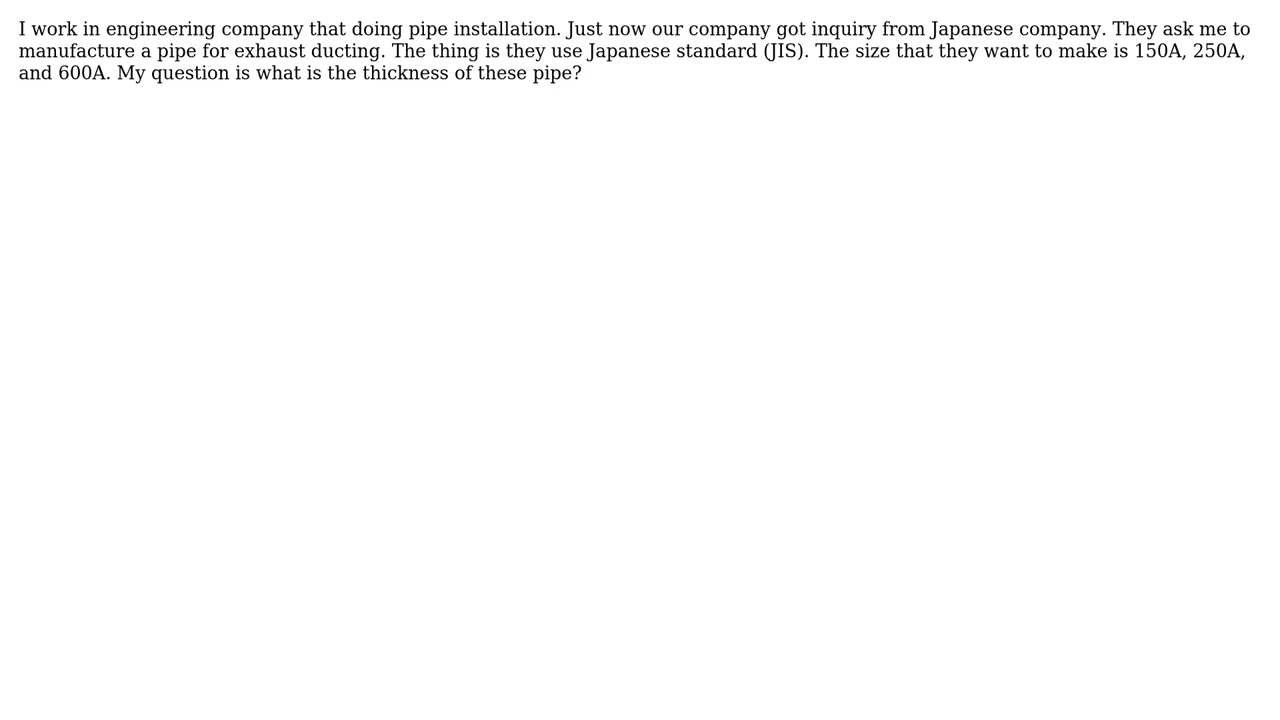 I work in engineering company that doing pipe installation. Just now our company got inquiry from Japanese company. They ask me to
manufacture a pipe for exhaust ducting. The thing is they use Japanese standard (JIS). The size that they want to make is 150A, 250A,
and 600A. My question is what is the thickness of these pipe?